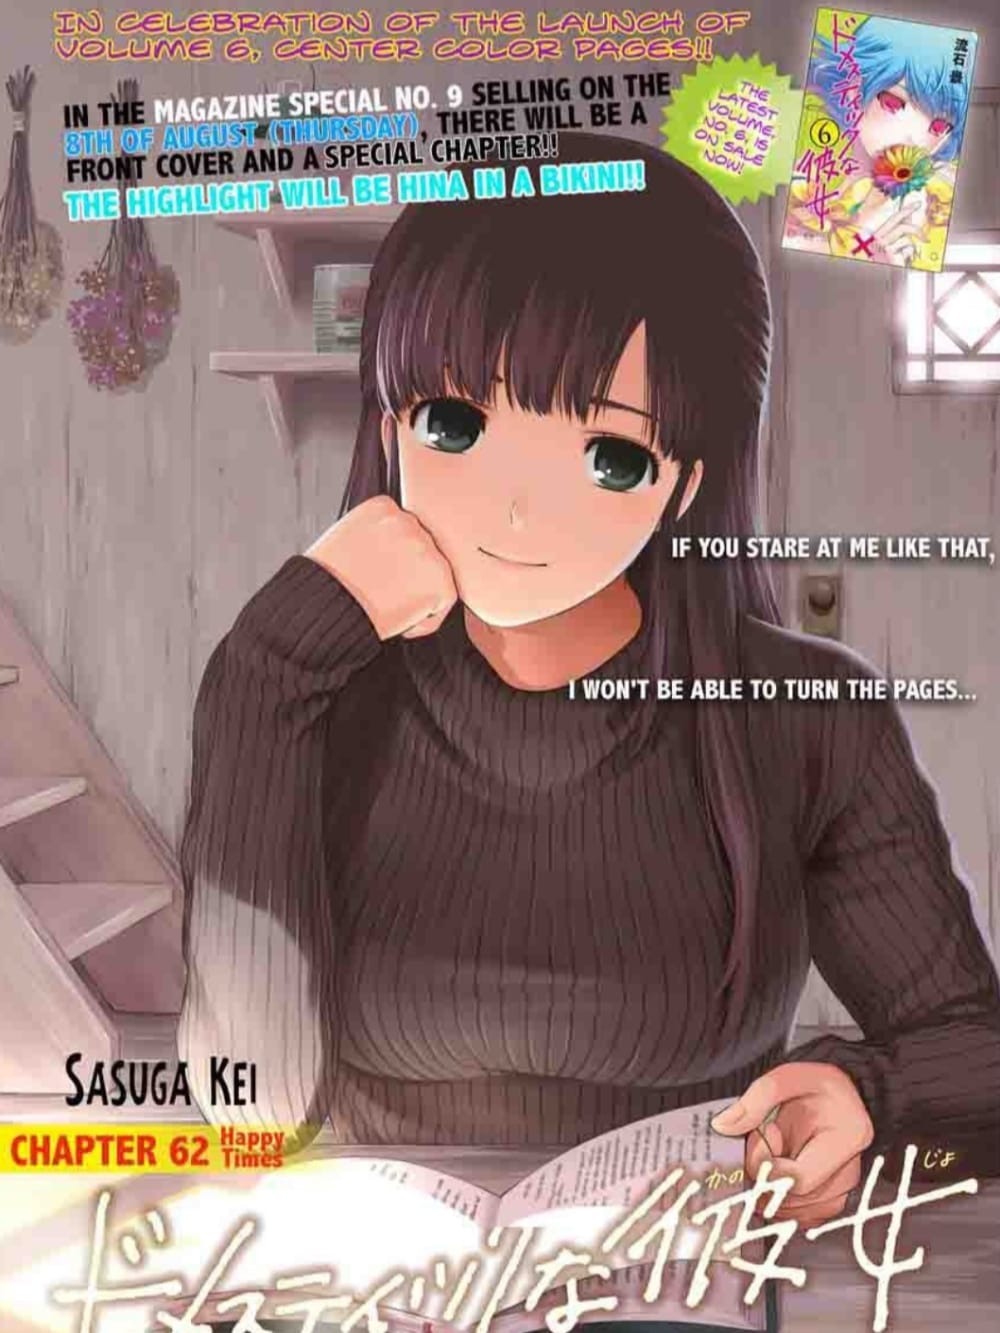 IN CELEBRATION OF THE LAUNCH OF
VOLUME 6, CENTER COLOR PAGES!!
IN THE MAGAZINE SPECIAL NO. 9 SELLING ON THE
8TH OF AUGUST (THURSDAY), THERE WILL BE A
FRONT COVER AND A SPECIAL CHAPTER!!
THE HIGHLIGHT WILL BE HINA IN A BIKINI!!
THE
LATEST
VOLUME,
NO. 6, IS
ON SALE
NOW!
ドメスティックな
彼女
6
流石景
IF YOU STARE AT ME LIKE THAT,
I WON'T BE ABLE TO TURN THE PAGES...
SASUGA KEI
CHAPTER 62 Happy
Times
かの じょ
ドメスティックな彼女